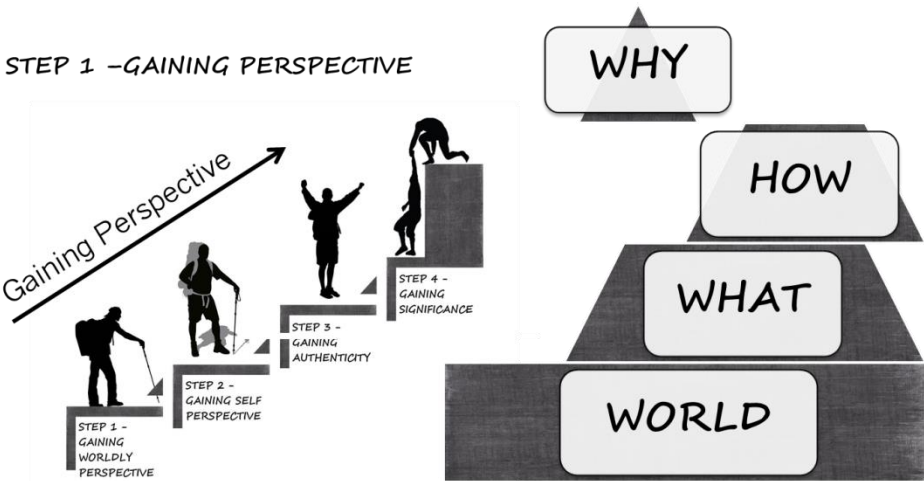 STEP 1 –GAINING PERSPECTIVE
Gaining Perspective
STEP 1 -
GAINING
WORLDLY
PERSPECTIVE
STEP 2 -
GAINING SELF
PERSPECTIVE
STEP 3 -
GAINING
AUTHENTICITY
STEP 4 -
GAINING
SIGNIFICANCE
WHY
HOW
WHAT
WORLD